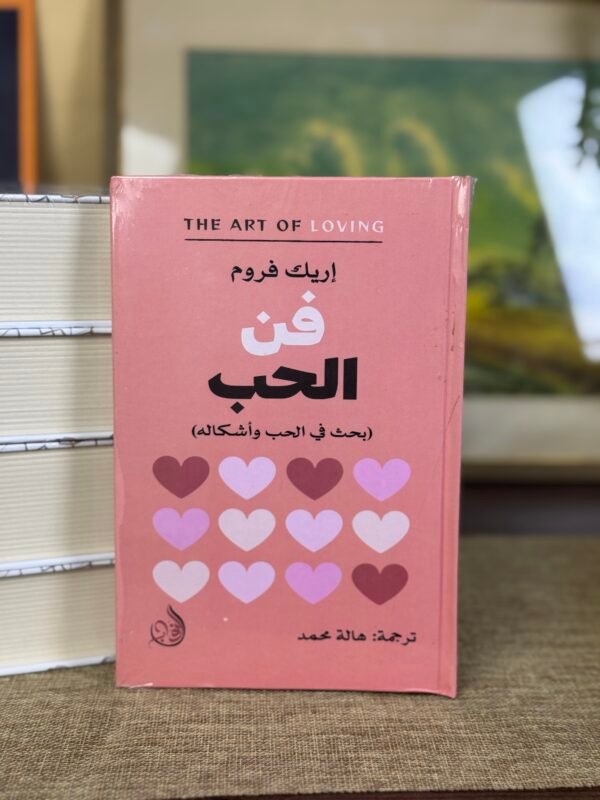 THE ART OF LOVING
إريك فروم
فن
الحب
(بحث في الحب وأشكاله)
ترجمة: هالة محمد